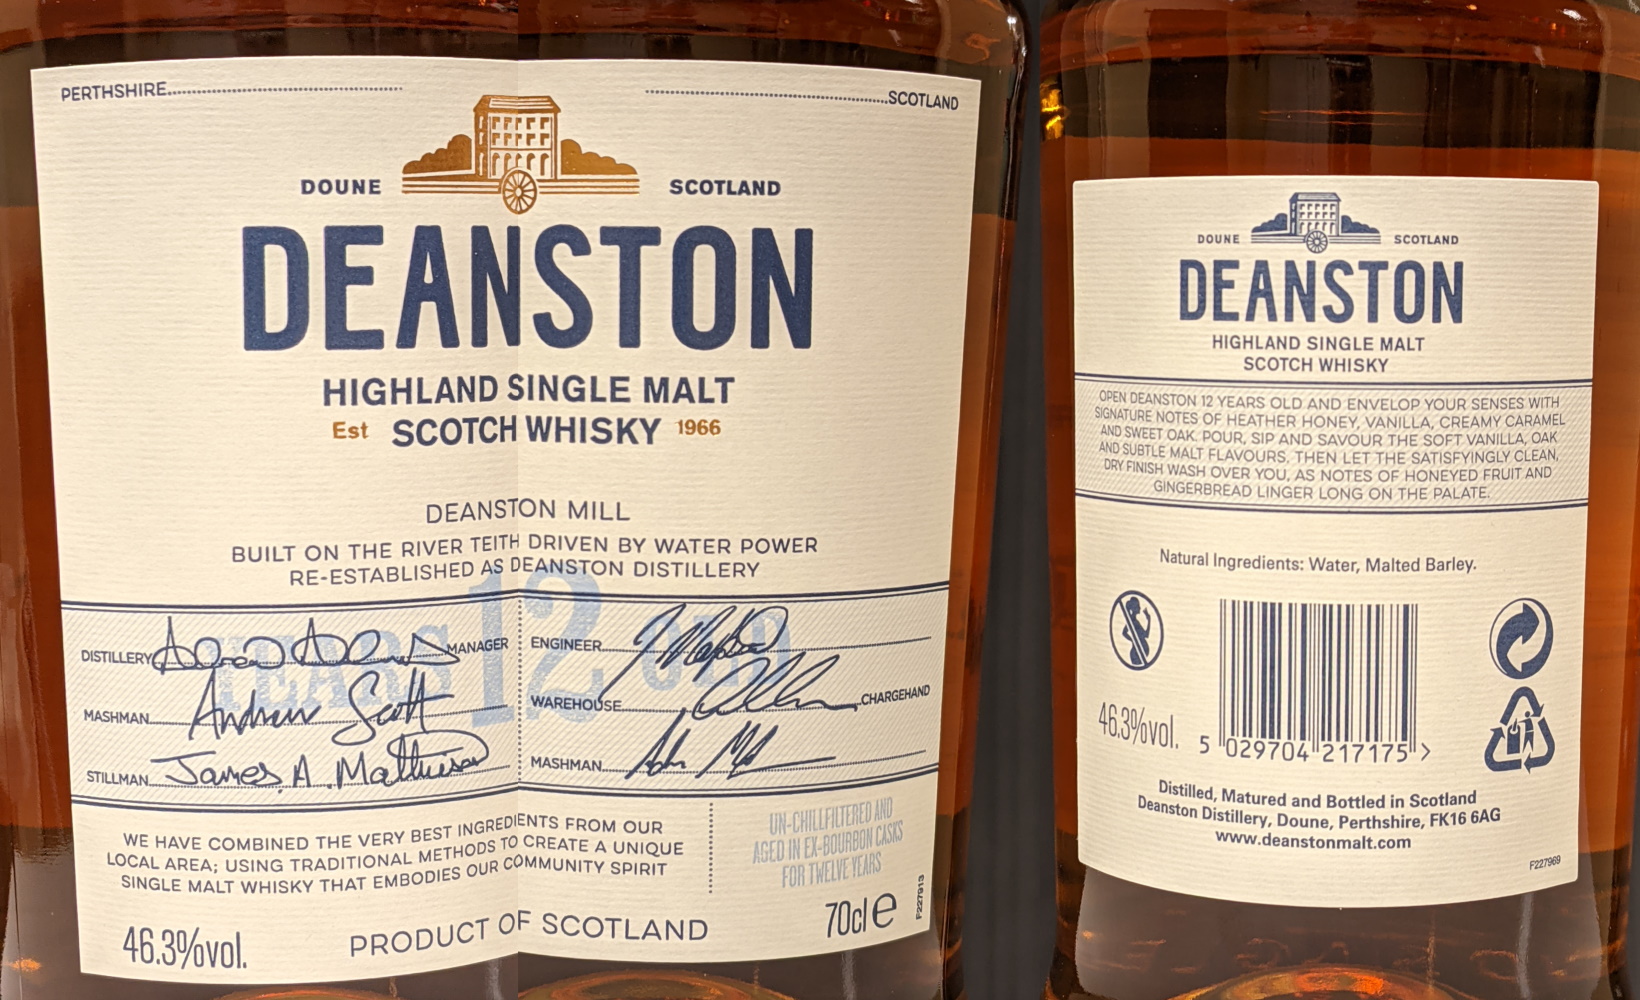 PERTHSHIRE
SCOTLAND
DOUNE SCOTLAND
DEANSTON
HIGHLAND SINGLE MALT
Est SCOTCH WHISKY 1966
DEANSTON MILL
BUILT ON THE RIVER TEITH DRIVEN BY WATER POWER
RE-ESTABLISHED AS DEANSTON DISTILLERY
12
YEARS OLD
DISTILLERY MANAGER
MASHMAN Andrew Scott
STILLMAN James A. Mathieson
ENGINEER
WAREHOUSE CHARGEHAND
MASHMAN
WE HAVE COMBINED THE VERY BEST INGREDIENTS FROM OUR
LOCAL AREA; USING TRADITIONAL METHODS TO CREATE A UNIQUE
SINGLE MALT WHISKY THAT EMBODIES OUR COMMUNITY SPIRIT
UN-CHILLFILTERED AND
AGED IN EX-BOURBON CASKS
FOR TWELVE YEARS
46.3%vol.
PRODUCT OF SCOTLAND
70cl e
F227913
DOUNE SCOTLAND
DEANSTON
HIGHLAND SINGLE MALT
SCOTCH WHISKY
OPEN DEANSTON 12 YEARS OLD AND ENVELOP YOUR SENSES WITH
SIGNATURE NOTES OF HEATHER HONEY, VANILLA, CREAMY CARAMEL
AND SWEET OAK. POUR, SIP AND SAVOUR THE SOFT VANILLA, OAK
AND SUBTLE MALT FLAVOURS. THEN LET THE SATISFYINGLY CLEAN,
DRY FINISH WASH OVER YOU, AS NOTES OF HONEYED FRUIT AND
GINGERBREAD LINGER LONG ON THE PALATE.
Natural Ingredients: Water, Malted Barley.
46.3%vol.
5 029704 217175 >
Distilled, Matured and Bottled in Scotland
Deanston Distillery, Doune, Perthshire, FK16 6AG
www.deanstonmalt.com
F227969